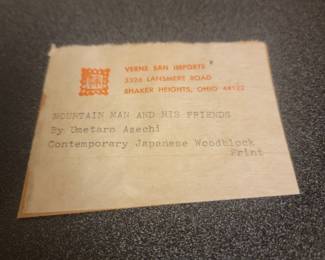 VERNE SAN IMPORTS
3326 LANSMERE ROAD
SHAKER HEIGHTS, OHIO 44122
MOUNTAIN MAN AND HIS FRIENDS
By Umetaro Azechi
Contemporary Japanese Woodblock
Print